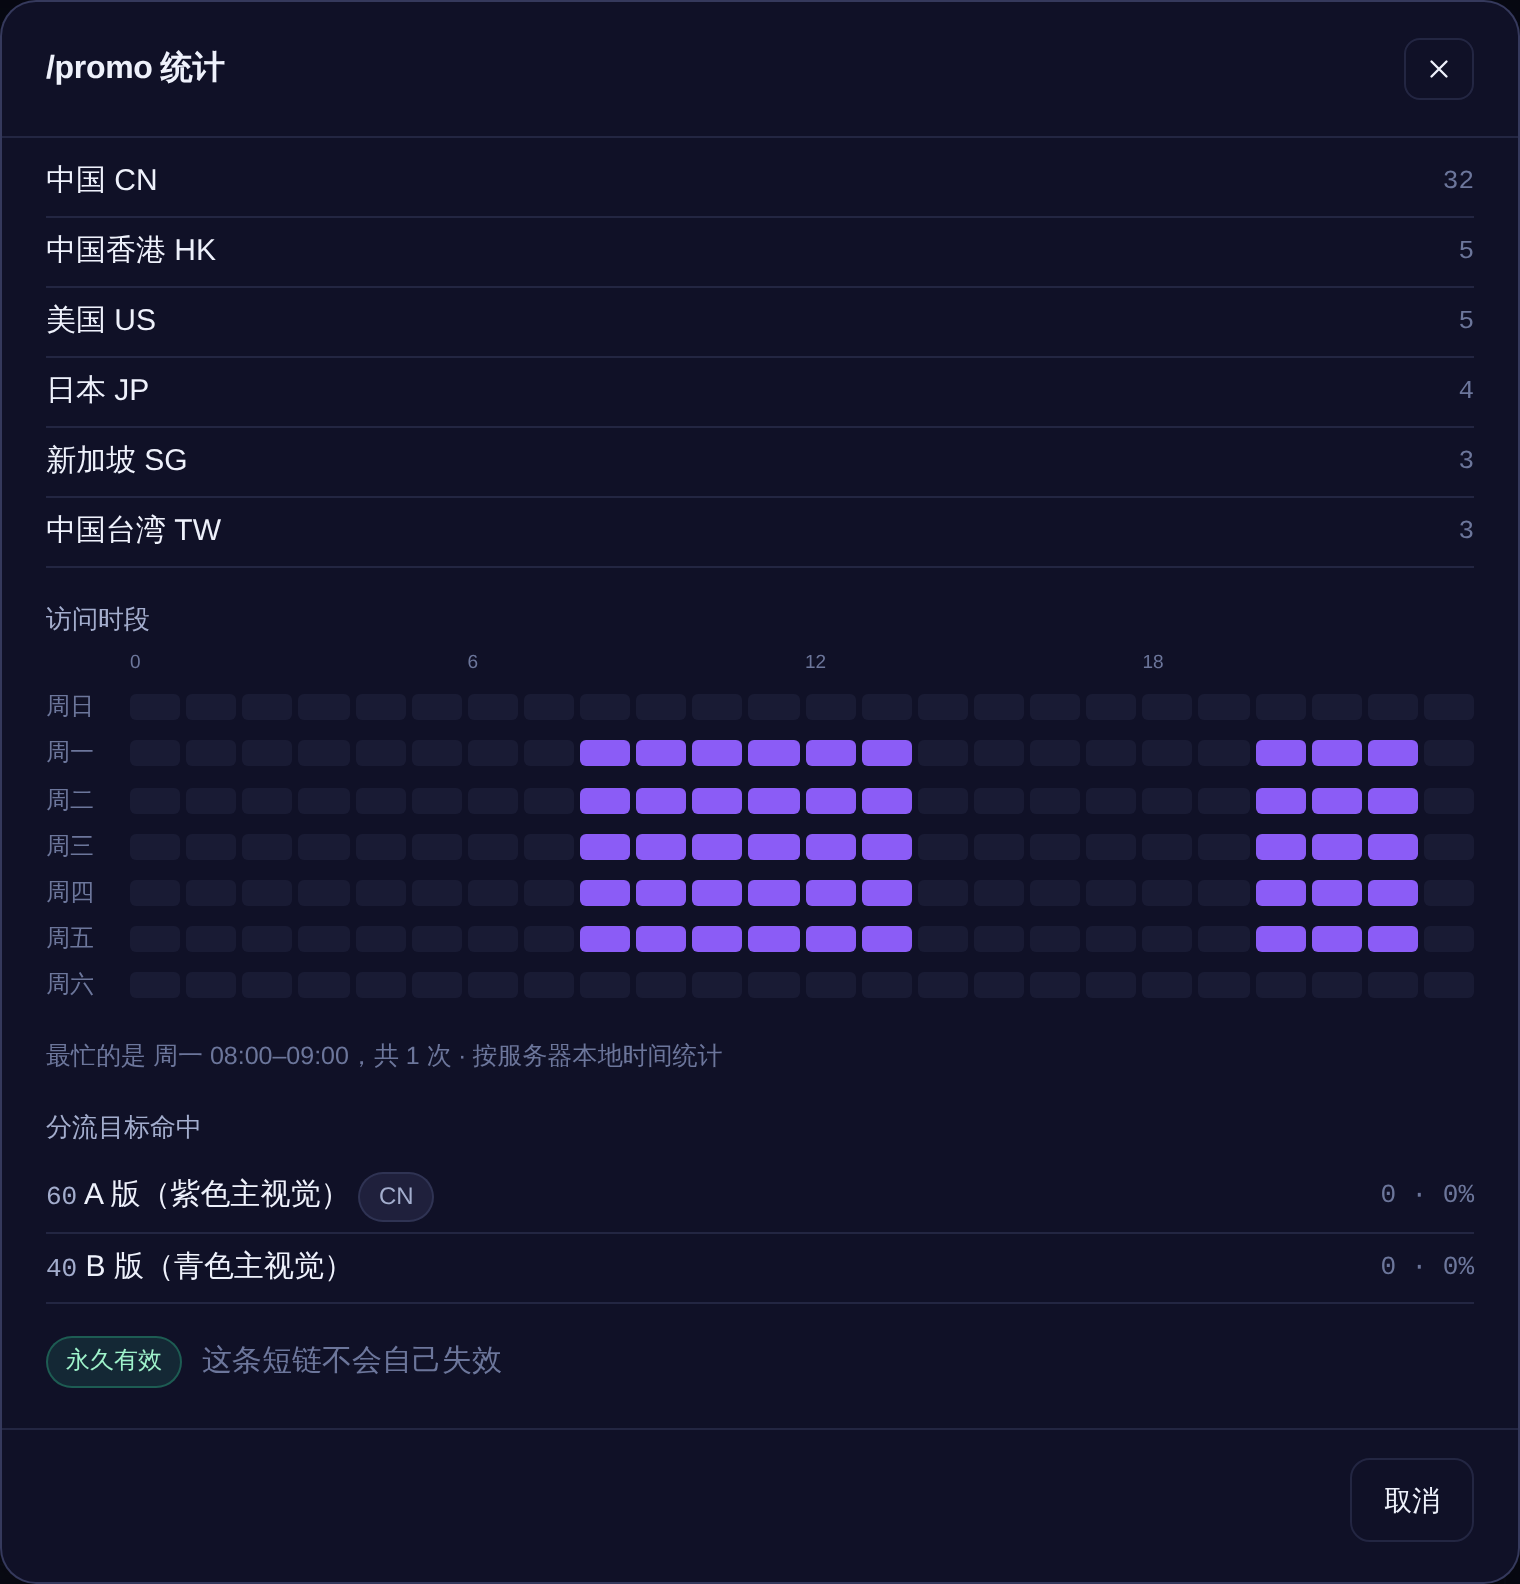 /promo 统计
中国 CN 32
中国香港 HK 5
美国 US 5
日本 JP 4
新加坡 SG 3
中国台湾 TW 3
访问时段
0 6 12 18
周日
周一
周二
周三
周四
周五
周六
最忙的是 周一 08:00–09:00，共 1 次 · 按服务器本地时间统计
分流目标命中
60 A 版（紫色主视觉） CN 0 · 0%
40 B 版（青色主视觉） 0 · 0%
永久有效 这条短链不会自己失效
取消